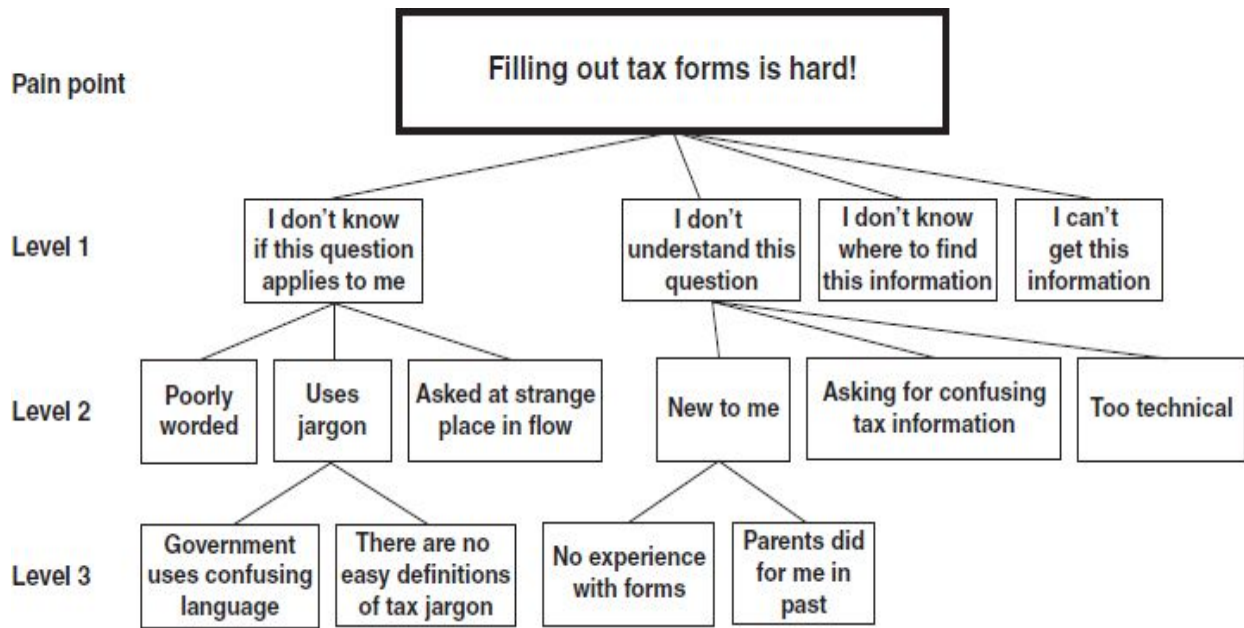 Pain point
Filling out tax forms is hard!
Level 1
I don’t know
if this question
applies to me
I don’t
understand this
question
I don’t know
where to find
this information
I can’t
get this
information
Level 2
Poorly
worded
Uses
jargon
Asked at strange
place in flow
New to me
Asking for confusing
tax information
Too technical
Level 3
Government
uses confusing
language
There are no
easy definitions
of tax jargon
No experience
with forms
Parents did
for me in
past